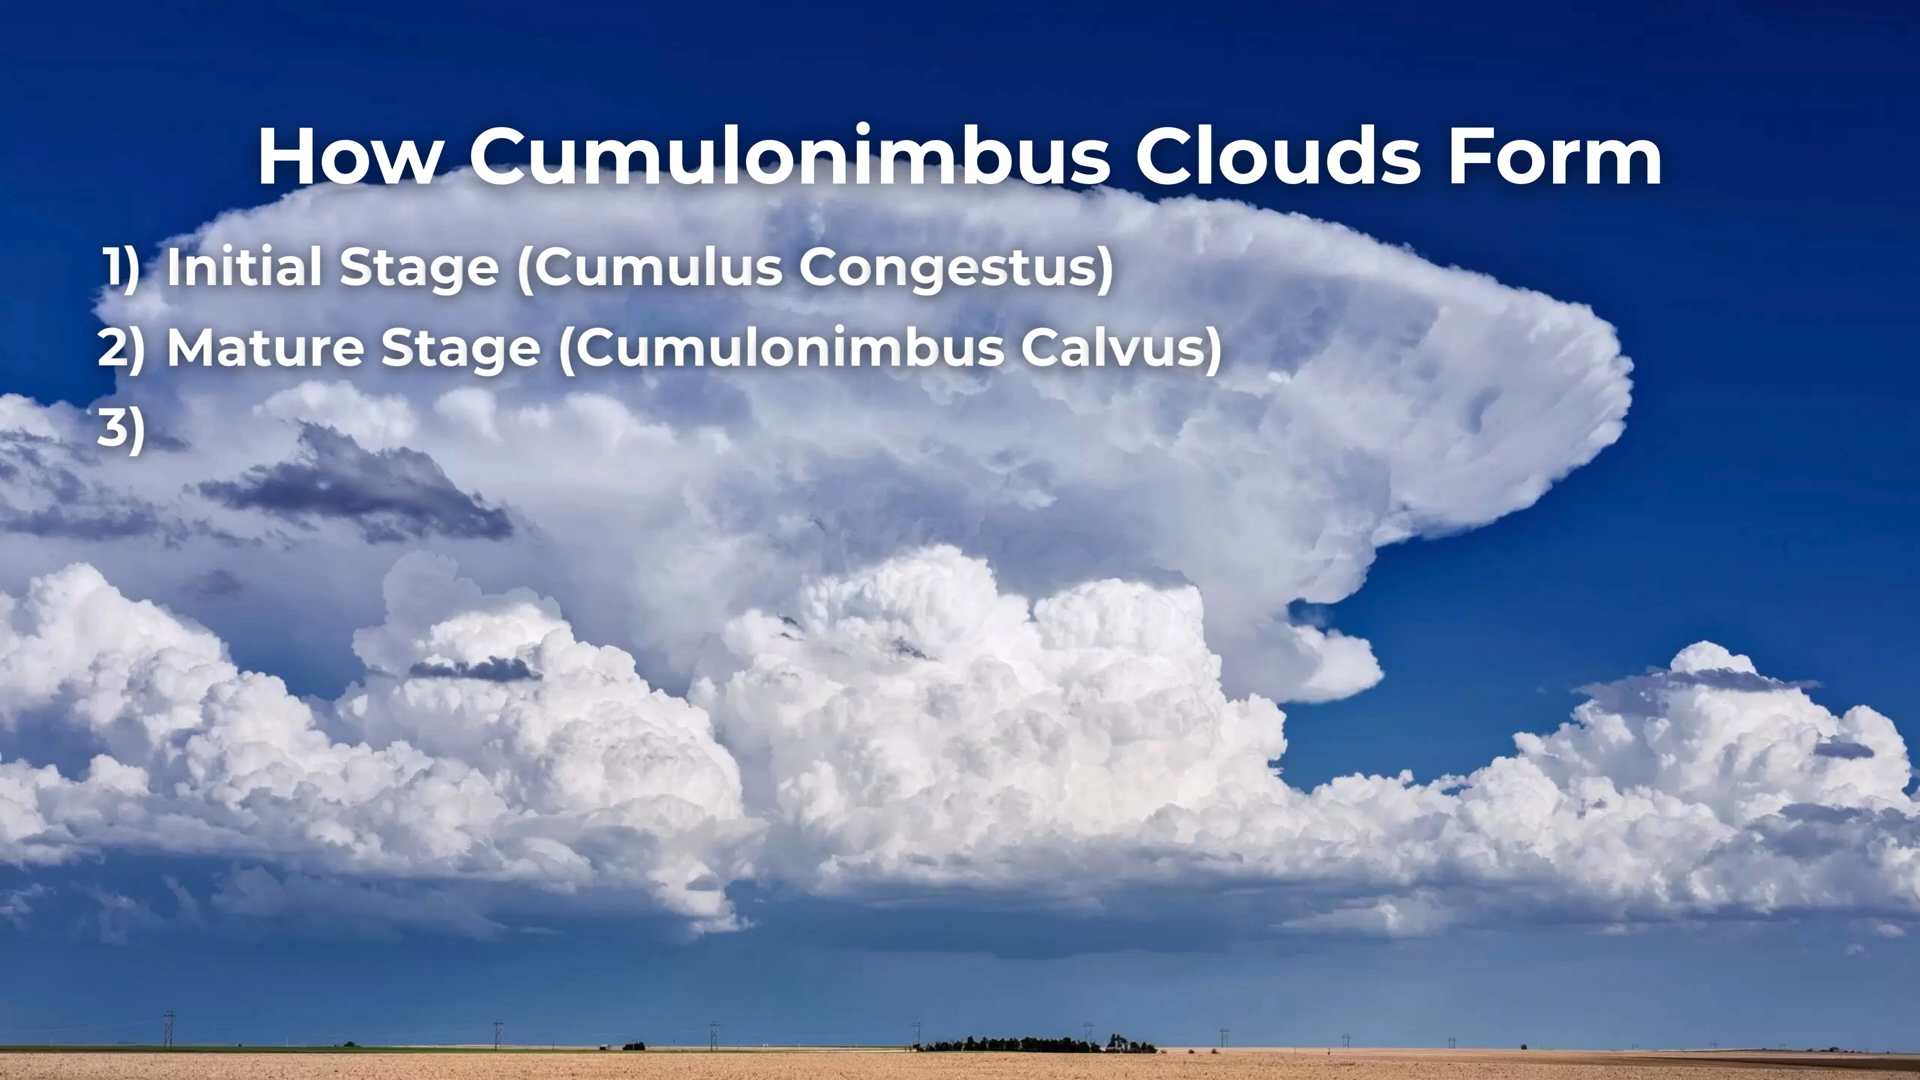 How Cumulonimbus Clouds Form
1) Initial Stage (Cumulus Congestus)
2) Mature Stage (Cumulonimbus Calvus)
3)